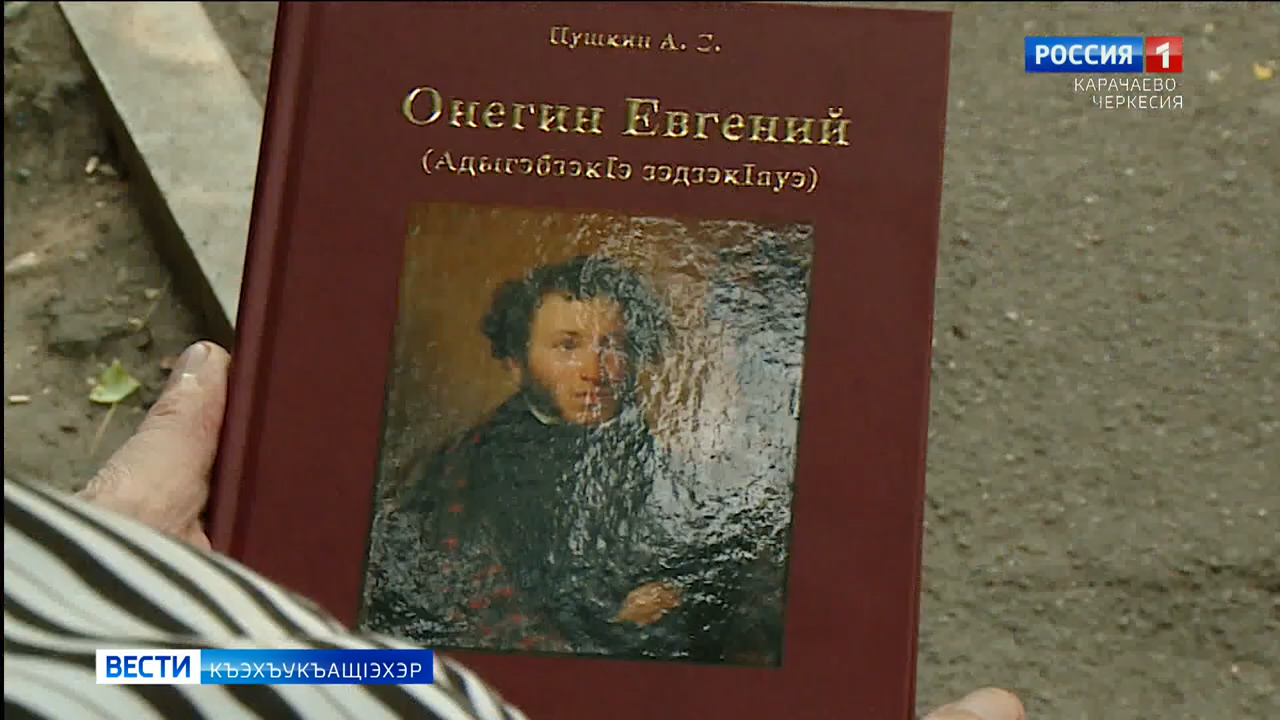 Пушкин А. С.
Онегин Евгений
(АдыгэбзэкIэ зэдзэкIауэ)
РОССИЯ 1
КАРАЧАЕВО-
ЧЕРКЕСИЯ
ВЕСТИ КЪЭХЪУКЪАЩIЭХЭР